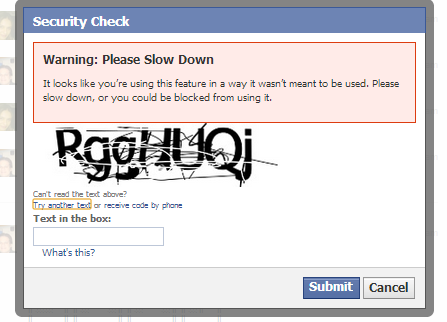 Security Check
Warning: Please Slow Down
It looks like you're using this feature in a way it wasn't meant to be used. Please
slow down, or you could be blocked from using it.
Can't read the text above?
Try another text or receive code by phone
Text in the box:
What's this?
Submit Cancel